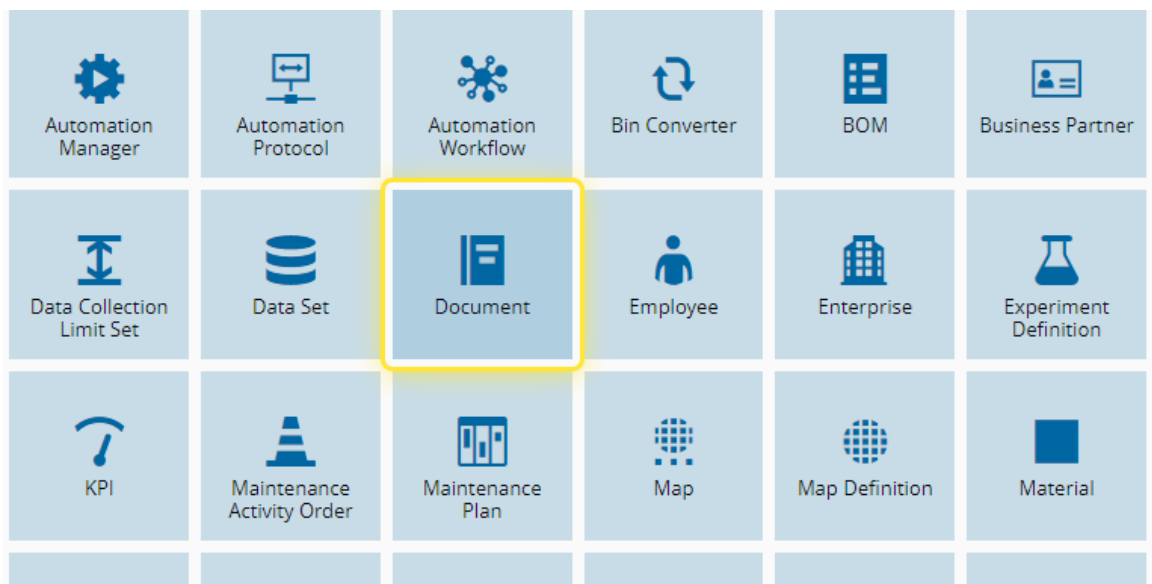 Automation
Manager
Automation
Protocol
Automation
Workflow
Bin Converter
BOM
Business Partner
Data Collection
Limit Set
Data Set
Document
Employee
Enterprise
Experiment
Definition
KPI
Maintenance
Activity Order
Maintenance
Plan
Map
Map Definition
Material